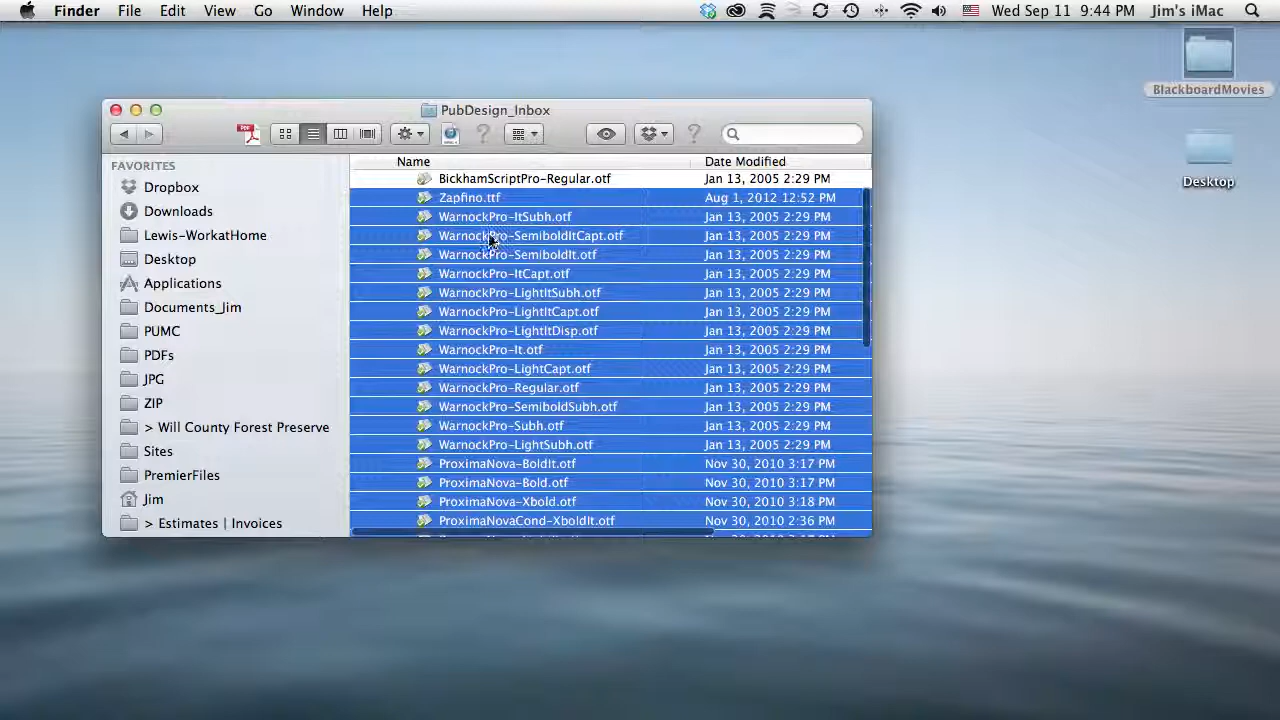 Finder File Edit View Go Window Help Wed Sep 11 9:44 PM Jim's iMac
BlackboardMovies
Desktop
PubDesign_Inbox
FAVORITES
Dropbox
Downloads
Lewis-WorkatHome
Desktop
Applications
Documents_Jim
PUMC
PDFs
JPG
ZIP
> Will County Forest Preserve
Sites
PremierFiles
Jim
> Estimates | Invoices
Name Date Modified
BickhamScriptPro-Regular.otf Jan 13, 2005 2:29 PM
Zapfino.ttf Aug 1, 2012 12:52 PM
WarnockPro-ItSubh.otf Jan 13, 2005 2:29 PM
WarnockPro-SemiboldItCapt.otf Jan 13, 2005 2:29 PM
WarnockPro-SemiboldIt.otf Jan 13, 2005 2:29 PM
WarnockPro-ItCapt.otf Jan 13, 2005 2:29 PM
WarnockPro-LightItSubh.otf Jan 13, 2005 2:29 PM
WarnockPro-LightItCapt.otf Jan 13, 2005 2:29 PM
WarnockPro-LightItDisp.otf Jan 13, 2005 2:29 PM
WarnockPro-It.otf Jan 13, 2005 2:29 PM
WarnockPro-LightCapt.otf Jan 13, 2005 2:29 PM
WarnockPro-Regular.otf Jan 13, 2005 2:29 PM
WarnockPro-SemiboldSubh.otf Jan 13, 2005 2:29 PM
WarnockPro-Subh.otf Jan 13, 2005 2:29 PM
WarnockPro-LightSubh.otf Jan 13, 2005 2:29 PM
ProximaNova-BoldIt.otf Nov 30, 2010 3:17 PM
ProximaNova-Bold.otf Nov 30, 2010 3:17 PM
ProximaNova-Xbold.otf Nov 30, 2010 3:18 PM
ProximaNovaCond-XboldIt.otf Nov 30, 2010 2:36 PM